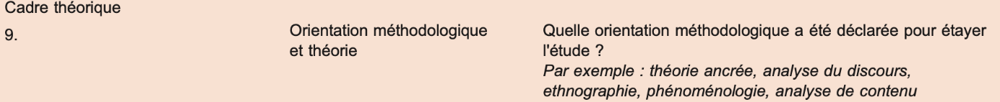 Cadre théorique
9.
Orientation méthodologique
et théorie
Quelle orientation méthodologique a été déclarée pour étayer
l'étude ?
Par exemple : théorie ancrée, analyse du discours,
ethnographie, phénoménologie, analyse de contenu